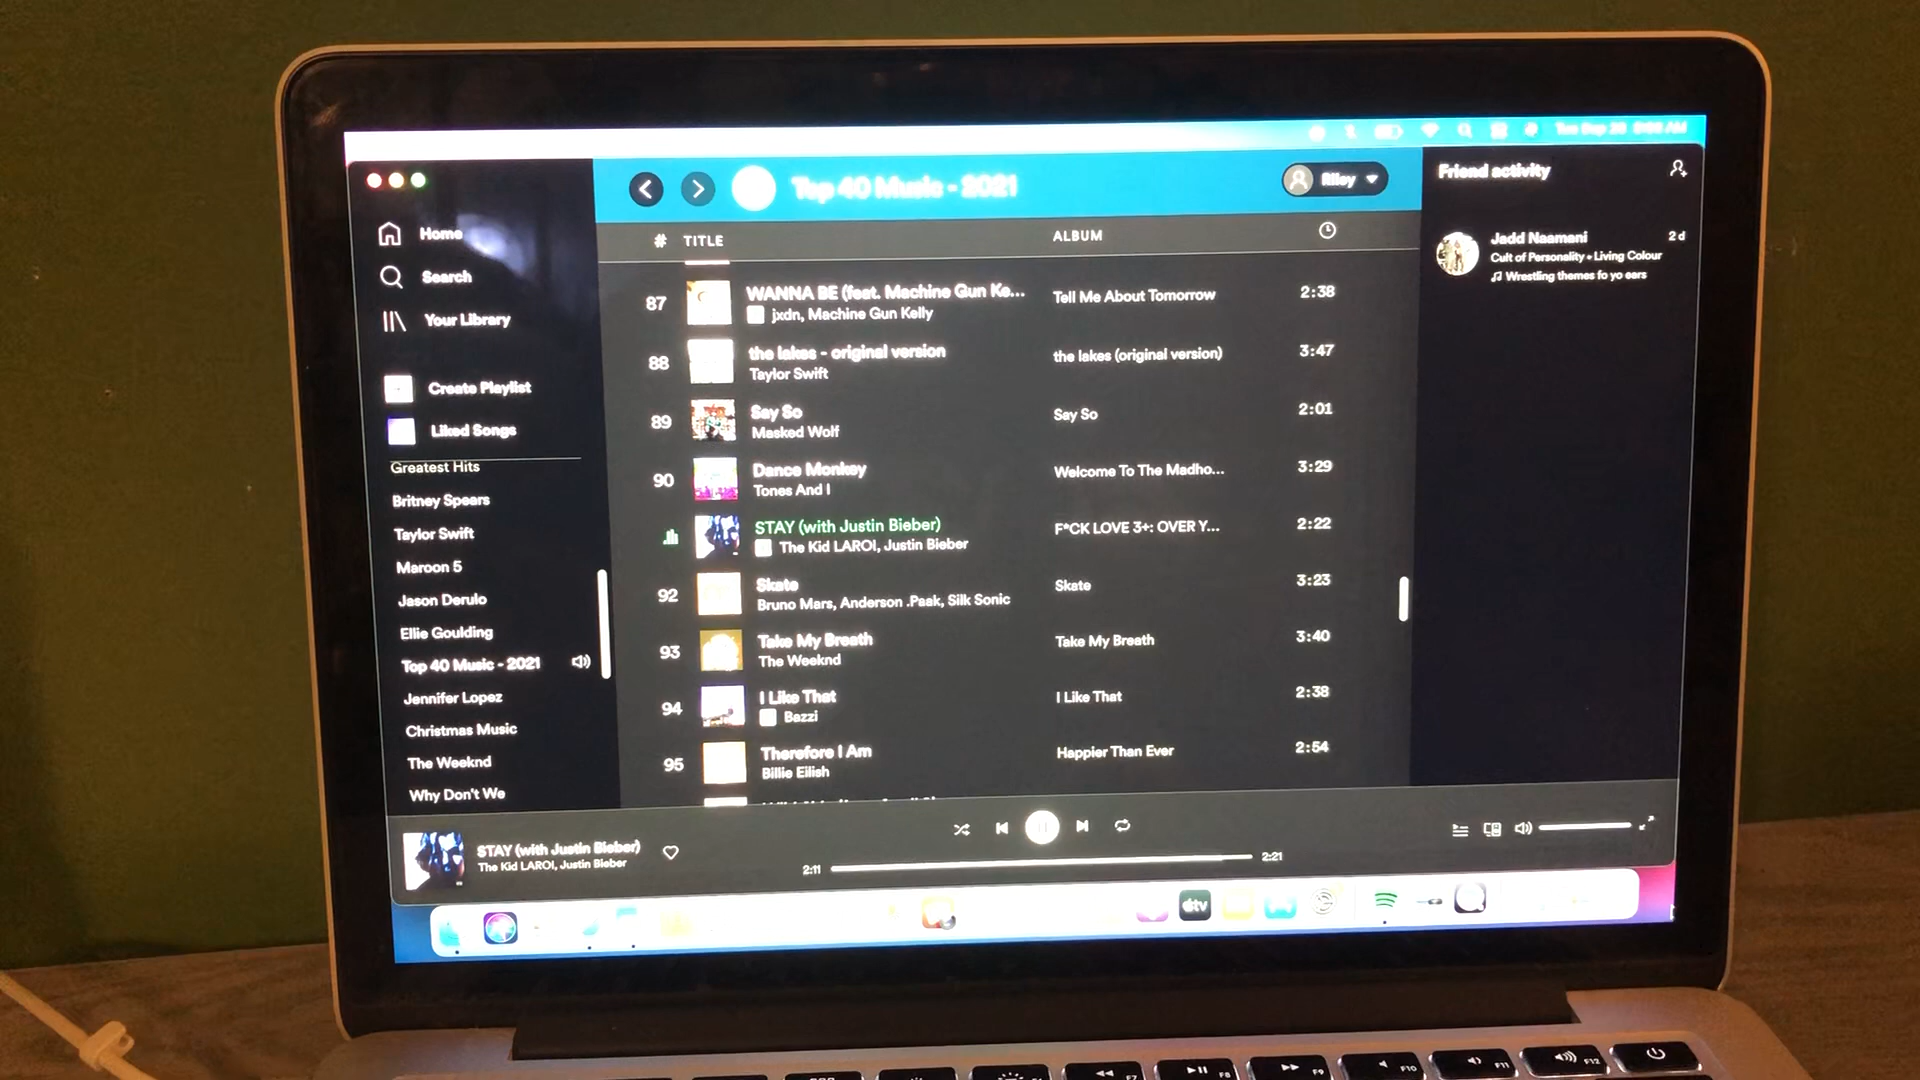 Top 40 Music - 2021
Riley
Friend activity
Home
Search
Your Library
Create Playlist
Liked Songs
Greatest Hits
Britney Spears
Taylor Swift
Maroon 5
Jason Derulo
Ellie Goulding
Top 40 Music - 2021
Jennifer Lopez
Christmas Music
The Weeknd
Why Don't We
# TITLE ALBUM
87 WANNA BE (feat. Machine Gun Ke... Tell Me About Tomorrow 2:38
jxdn, Machine Gun Kelly
88 the lakes - original version the lakes (original version) 3:47
Taylor Swift
89 Say So Say So 2:01
Masked Wolf
90 Dance Monkey Welcome To The Madho... 3:29
Tones And I
STAY (with Justin Bieber) F*CK LOVE 3+: OVER Y... 2:22
The Kid LAROI, Justin Bieber
92 Skate Skate 3:23
Bruno Mars, Anderson .Paak, Silk Sonic
93 Take My Breath Take My Breath 3:40
The Weeknd
94 I Like That I Like That 2:38
Bazzi
95 Therefore I Am Happier Than Ever 2:54
Billie Eilish
Jadd Naamani 2 d
Cult of Personality • Living Colour
Wrestling themes fo yo ears
STAY (with Justin Bieber)
The Kid LAROI, Justin Bieber
2:11 2:21
tv
F7 F8 F9 F10 F11 F12